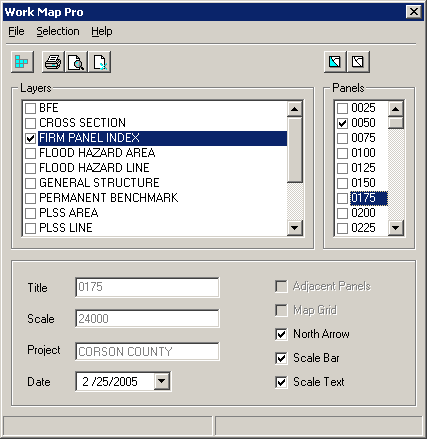 Work Map Pro
File Selection Help
Layers
BFE
CROSS SECTION
FIRM PANEL INDEX
FLOOD HAZARD AREA
FLOOD HAZARD LINE
GENERAL STRUCTURE
PERMANENT BENCHMARK
PLSS AREA
PLSS LINE
Panels
0025
0050
0075
0100
0125
0150
0175
0200
0225
Title 0175
Scale 24000
Project CORSON COUNTY
Date 2 /25/2005
Adjacent Panels
Map Grid
North Arrow
Scale Bar
Scale Text